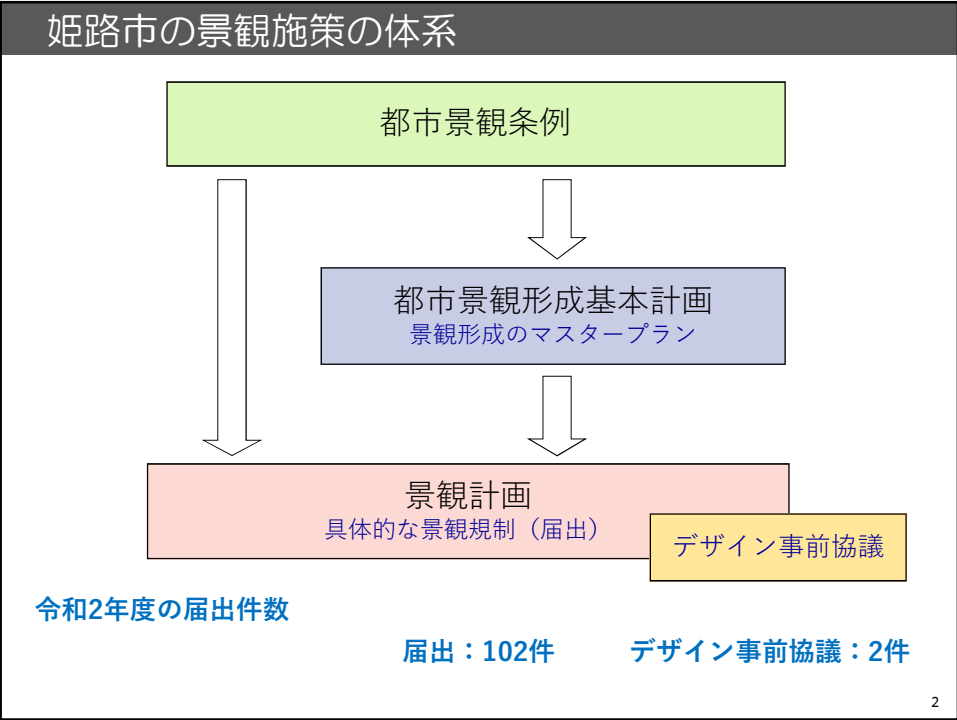 姫路市の景観施策の体系
都市景観条例
都市景観形成基本計画
景観形成のマスタープラン
景観計画
具体的な景観規制（届出）
デザイン事前協議
令和2年度の届出件数
届出：102件　　デザイン事前協議：2件
2